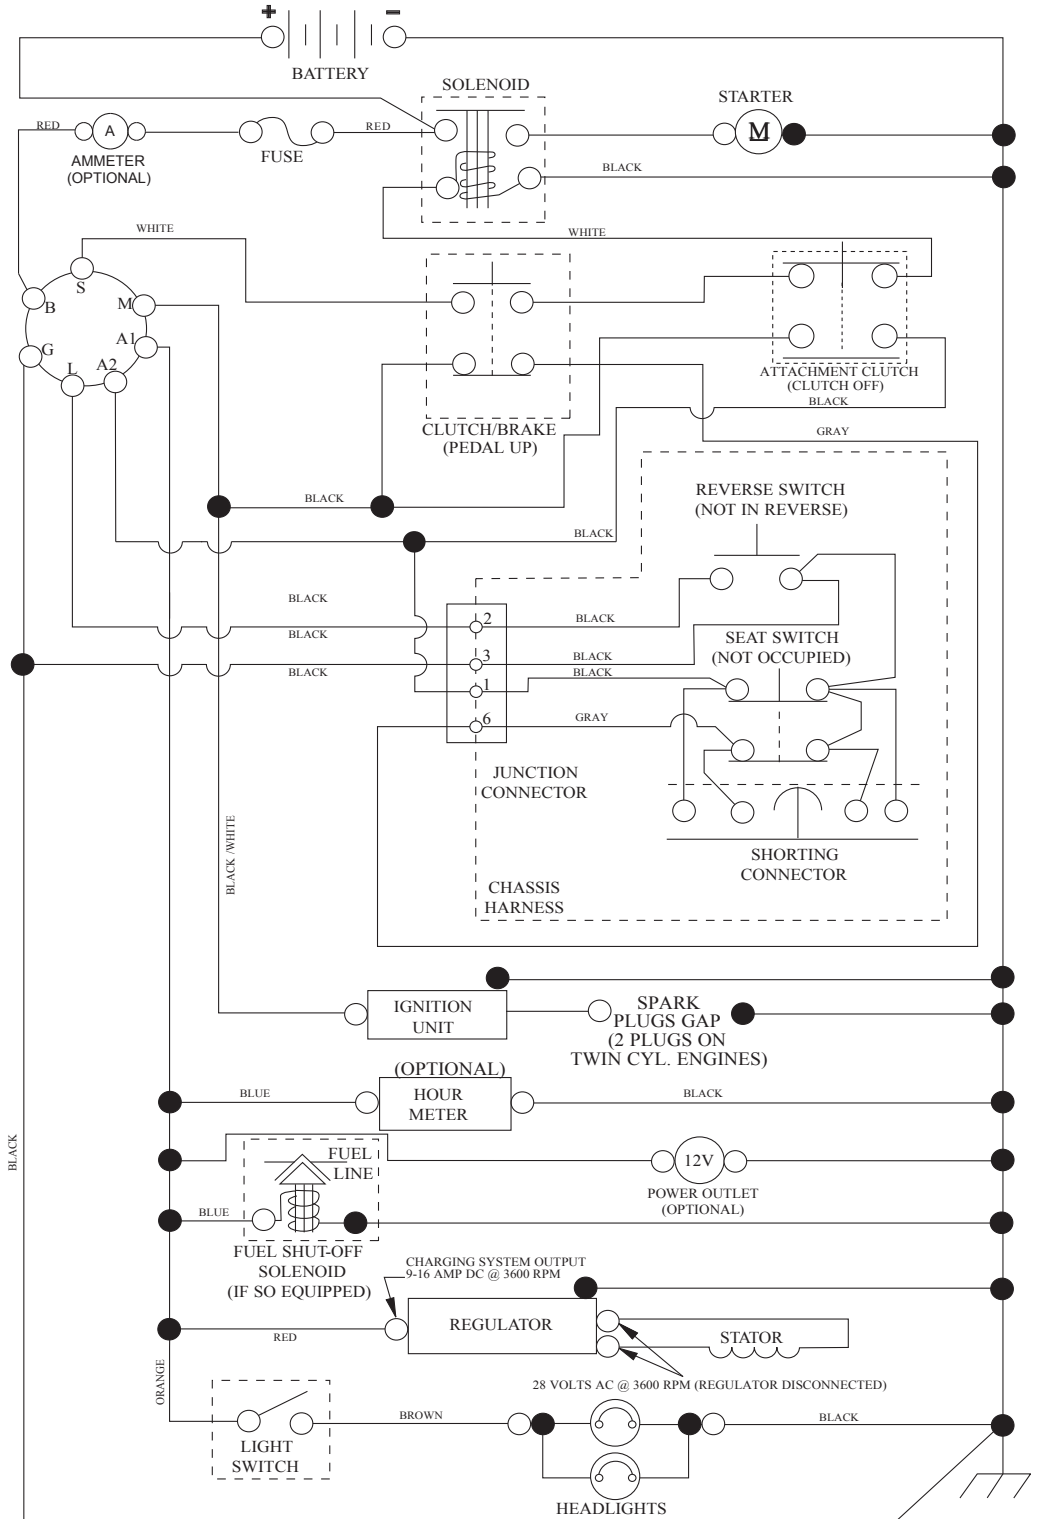 + -
BATTERY
SOLENOID
STARTER
RED
A
RED
M
FUSE
AMMETER
(OPTIONAL)
BLACK
WHITE
WHITE
S
B
M
A1
G
L
A2
ATTACHMENT CLUTCH
(CLUTCH OFF)
BLACK
CLUTCH/BRAKE
(PEDAL UP)
GRAY
REVERSE SWITCH
(NOT IN REVERSE)
BLACK
BLACK
BLACK
2
BLACK
BLACK
SEAT SWITCH
(NOT OCCUPIED)
3
BLACK
BLACK
BLACK
1
6
GRAY
JUNCTION
CONNECTOR
BLACK /WHITE
SHORTING
CONNECTOR
CHASSIS
HARNESS
IGNITION
UNIT
SPARK
PLUGS GAP
(2 PLUGS ON
TWIN CYL. ENGINES)
(OPTIONAL)
HOUR
METER
BLUE
BLACK
BLACK
FUEL
LINE
12V
POWER OUTLET
(OPTIONAL)
BLUE
FUEL SHUT-OFF
SOLENOID
(IF SO EQUIPPED)
CHARGING SYSTEM OUTPUT
9-16 AMP DC @ 3600 RPM
REGULATOR
STATOR
RED
28 VOLTS AC @ 3600 RPM (REGULATOR DISCONNECTED)
ORANGE
BROWN
BLACK
LIGHT
SWITCH
HEADLIGHTS